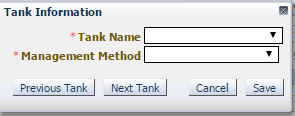 Tank Information
* Tank Name
* Management Method
Previous Tank Next Tank Cancel Save